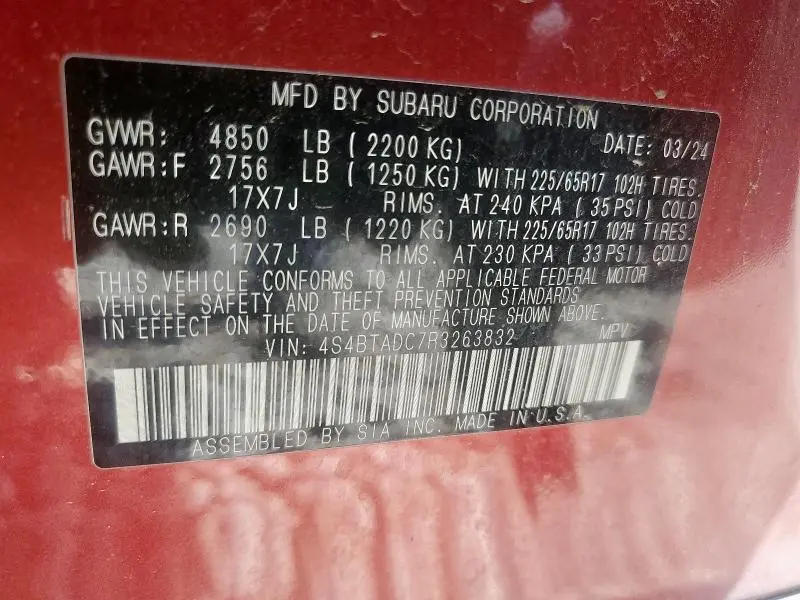 MFD BY SUBARU CORPORATION
GVWR: 4850 LB ( 2200 KG) DATE: 03/24
GAWR:F 2756 LB ( 1250 KG) WITH 225/65R17 102H TIRES.
17X7J RIMS. AT 240 KPA ( 35 PSI) COLD
GAWR:R 2690 LB ( 1220 KG) WITH 225/65R17 102H TIRES.
17X7J RIMS. AT 230 KPA ( 33 PSI) COLD
THIS VEHICLE CONFORMS TO ALL APPLICABLE FEDERAL MOTOR
VEHICLE SAFETY AND THEFT PREVENTION STANDARDS
IN EFFECT ON THE DATE OF MANUFACTURE SHOWN ABOVE.
VIN: 4S4BTADC7R3263832 MPV
ASSEMBLED BY SIA INC. MADE IN U.S.A.